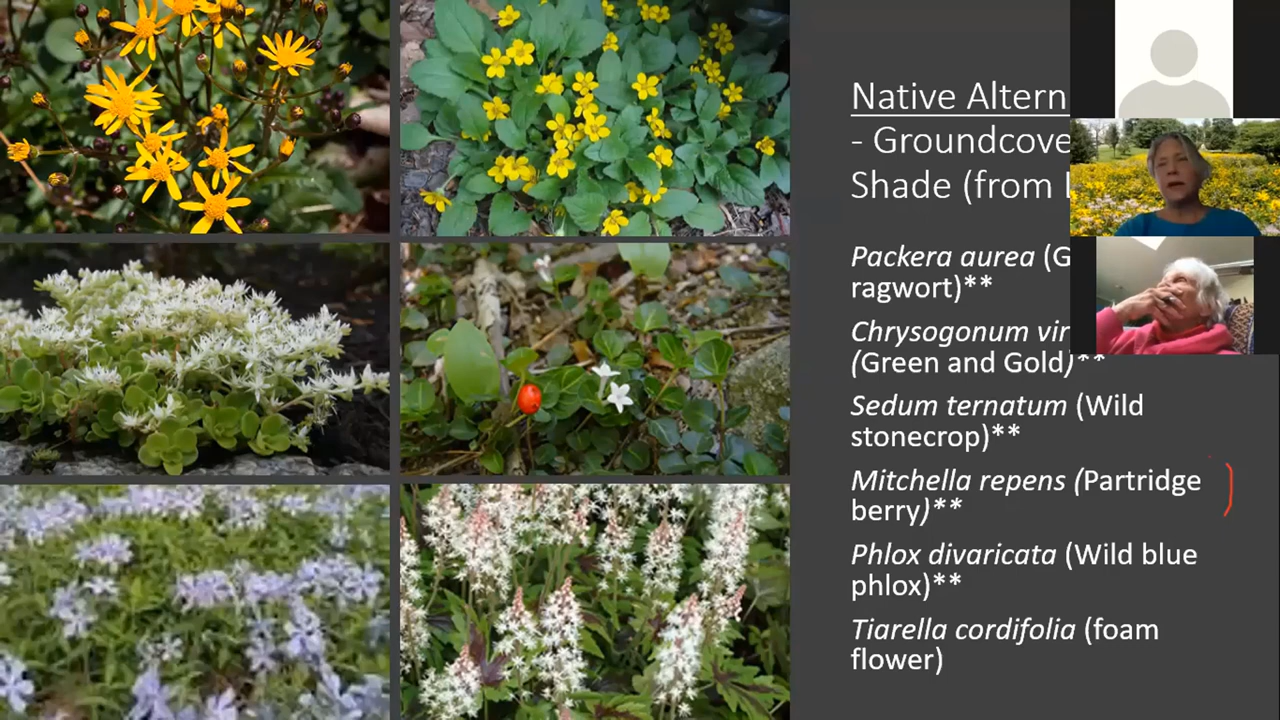 Native Altern
- Groundcove
Shade (from
Packera aurea (G
ragwort)**
Chrysogonum vir
(Green and Gold)**
Sedum ternatum (Wild
stonecrop)**
Mitchella repens (Partridge
berry)**
Phlox divaricata (Wild blue
phlox)**
Tiarella cordifolia (foam
flower)